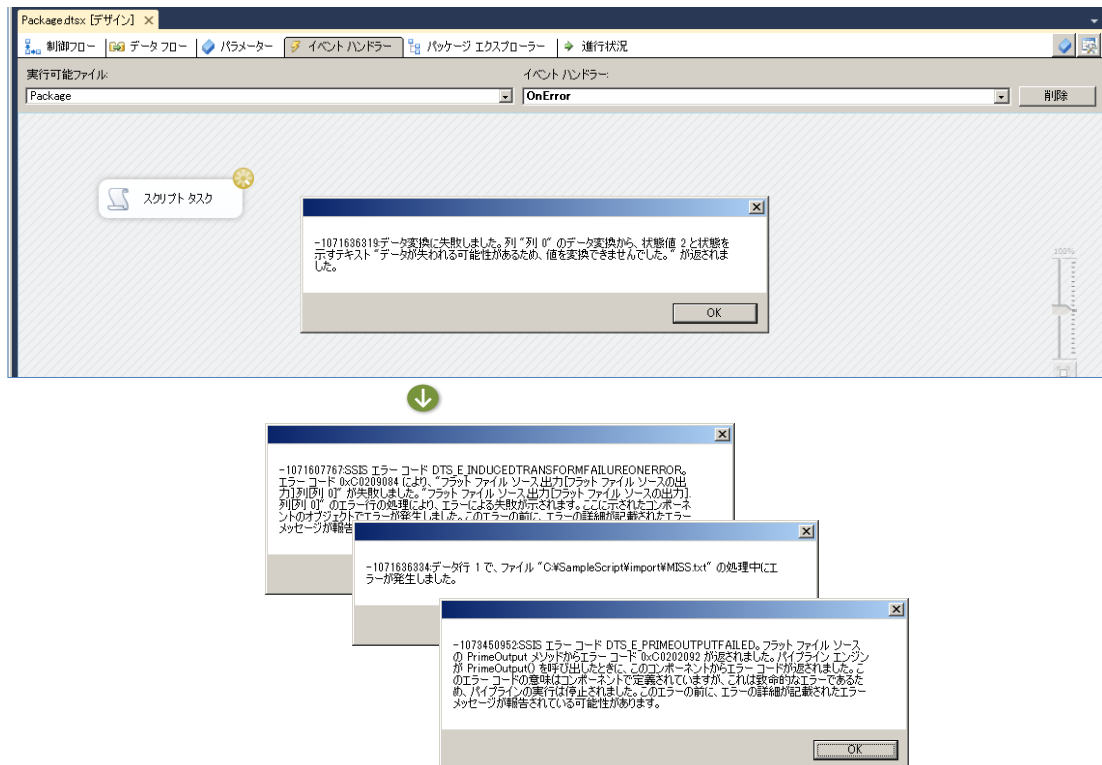 Package.dtsx [デザイン]
制御フロー データ フロー パラメーター イベント ハンドラー パッケージ エクスプローラー 進行状況
実行可能ファイル: イベント ハンドラー:
Package OnError 削除
スクリプト タスク
-1071636319:データ変換に失敗しました。列 "列 0" のデータ変換から、状態値 2 と状態を
示すテキスト "データが失われる可能性があるため、値を変換できませんでした。" が返されま
した。
OK
100%
-1071607767:SSIS エラー コード DTS_E_INDUCEDTRANSFORMFAILUREONERROR。
エラー コード 0xC0209084 により、"フラット ファイル ソース出力[フラット ファイル ソースの出
力].列[列 0]" が失敗しました。"フラット ファイル ソース出力[フラット ファイル ソースの出力].
列[列 0]" のエラー行の処理により、エラーによる失敗が示されます。ここに示されたコンポーネ
ントのオブジェクトでエラーが発生しました。このエラーの前に、エラーの詳細が記載されたエラー
メッセージが報告
-1071636334:データ行 1 で、ファイル "C:¥SampleScript¥import¥MISS.txt" の処理中にエ
ラーが発生しました。
-1073450952:SSIS エラー コード DTS_E_PRIMEOUTPUTFAILED。フラット ファイル ソース
の PrimeOutput メソッドからエラー コード 0xC0202092 が返されました。パイプライン エンジン
が PrimeOutput() を呼び出したときに、このコンポーネントからエラー コードが返されました。こ
のエラー コードの意味はコンポーネントで定義されていますが、これは致命的なエラーであるた
め、パイプラインの実行は停止されました。このエラーの前に、エラーの詳細が記載されたエラー
メッセージが報告されている可能性があります。
OK